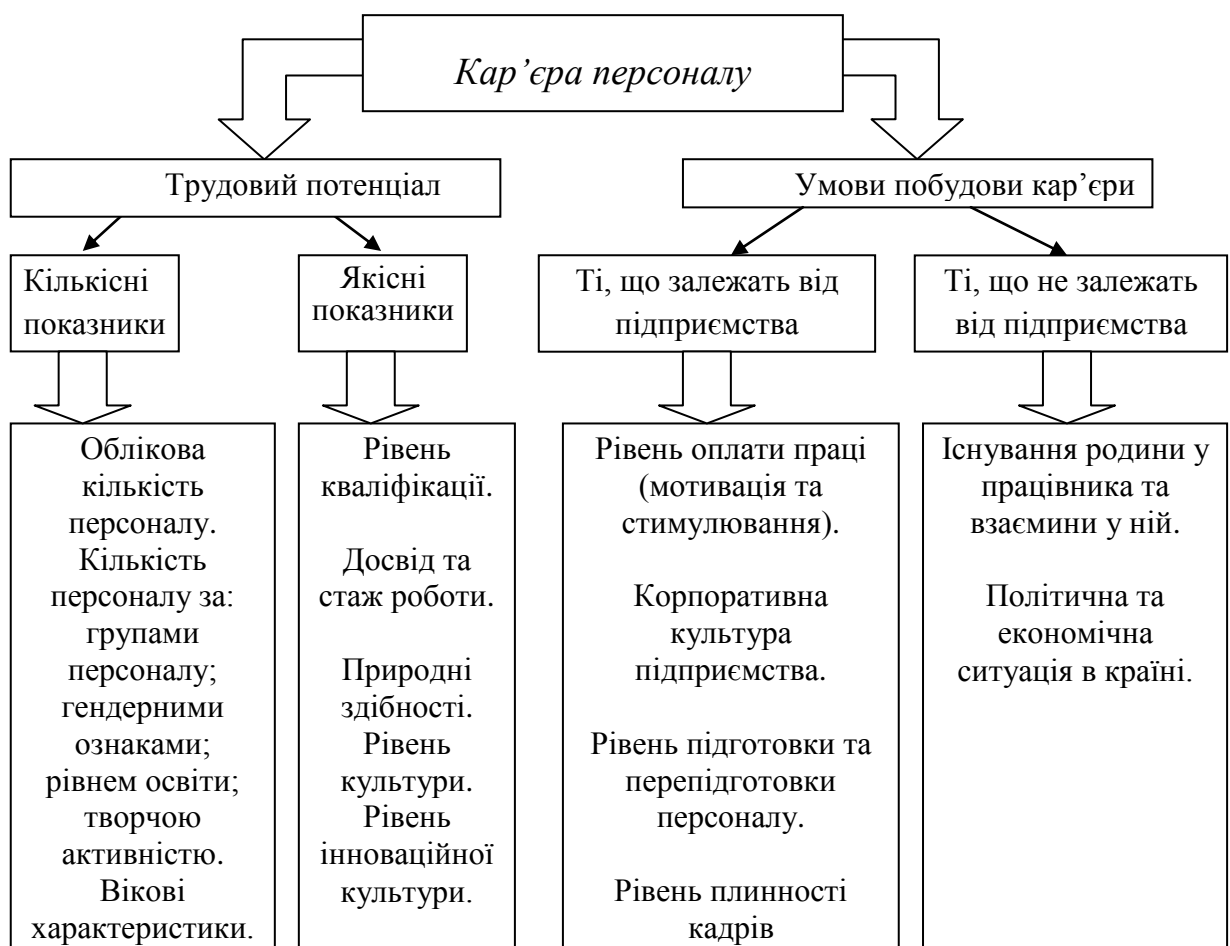 Кар’єра персоналу
Трудовий потенціал
Умови побудови кар’єри
Кількісні
показники
Якісні
показники
Ті, що залежать від
підприємства
Ті, що не залежать
від підприємства
Облікова
кількість
персоналу.
Кількість
персоналу за:
групами
персоналу;
гендерними
ознаками;
рівнем освіти;
творчою
активністю.
Вікові
характеристики.
Рівень
кваліфікації.
Досвід та
стаж роботи.
Природні
здібності.
Рівень
культури.
Рівень
інноваційної
культури.
Рівень оплати праці
(мотивація та
стимулювання).
Корпоративна
культура
підприємства.
Рівень підготовки та
перепідготовки
персоналу.
Рівень плинності
кадрів
Існування родини у
працівника та
взаємини у ній.
Політична та
економічна
ситуація в країні.